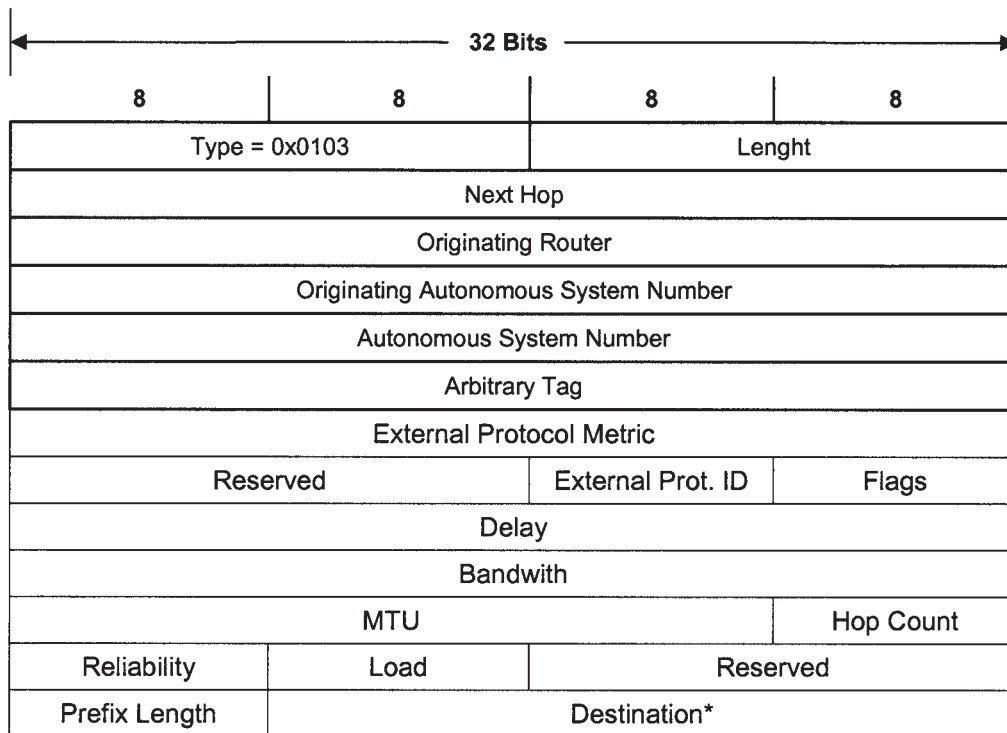 32 Bits
8 8 8 8
Type = 0x0103 Lenght
Next Hop
Originating Router
Originating Autonomous System Number
Autonomous System Number
Arbitrary Tag
External Protocol Metric
Reserved External Prot. ID Flags
Delay
Bandwith
MTU Hop Count
Reliability Load Reserved
Prefix Length Destination*